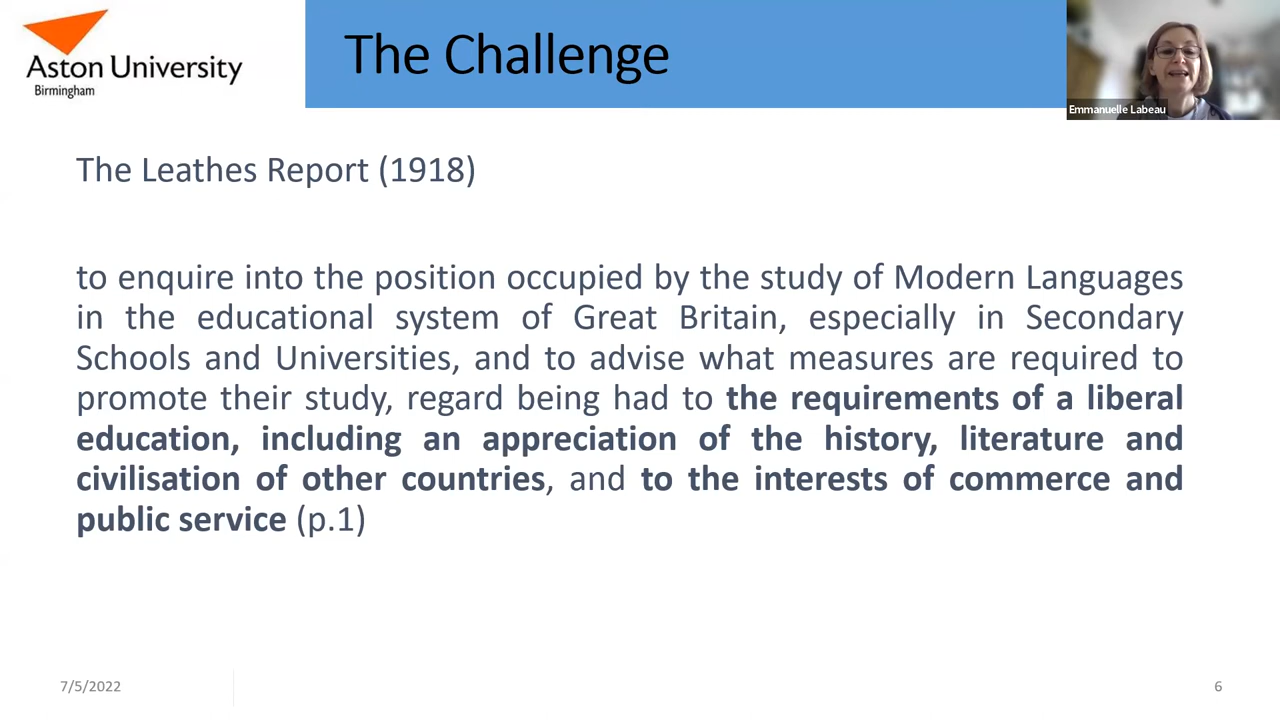 Aston University
Birmingham
The Challenge
Emmanuelle Labeau
The Leathes Report (1918)
to enquire into the position occupied by the study of Modern Languages
in the educational system of Great Britain, especially in Secondary
Schools and Universities, and to advise what measures are required to
promote their study, regard being had to the requirements of a liberal
education, including an appreciation of the history, literature and
civilisation of other countries, and to the interests of commerce and
public service (p.1)
7/5/2022
6